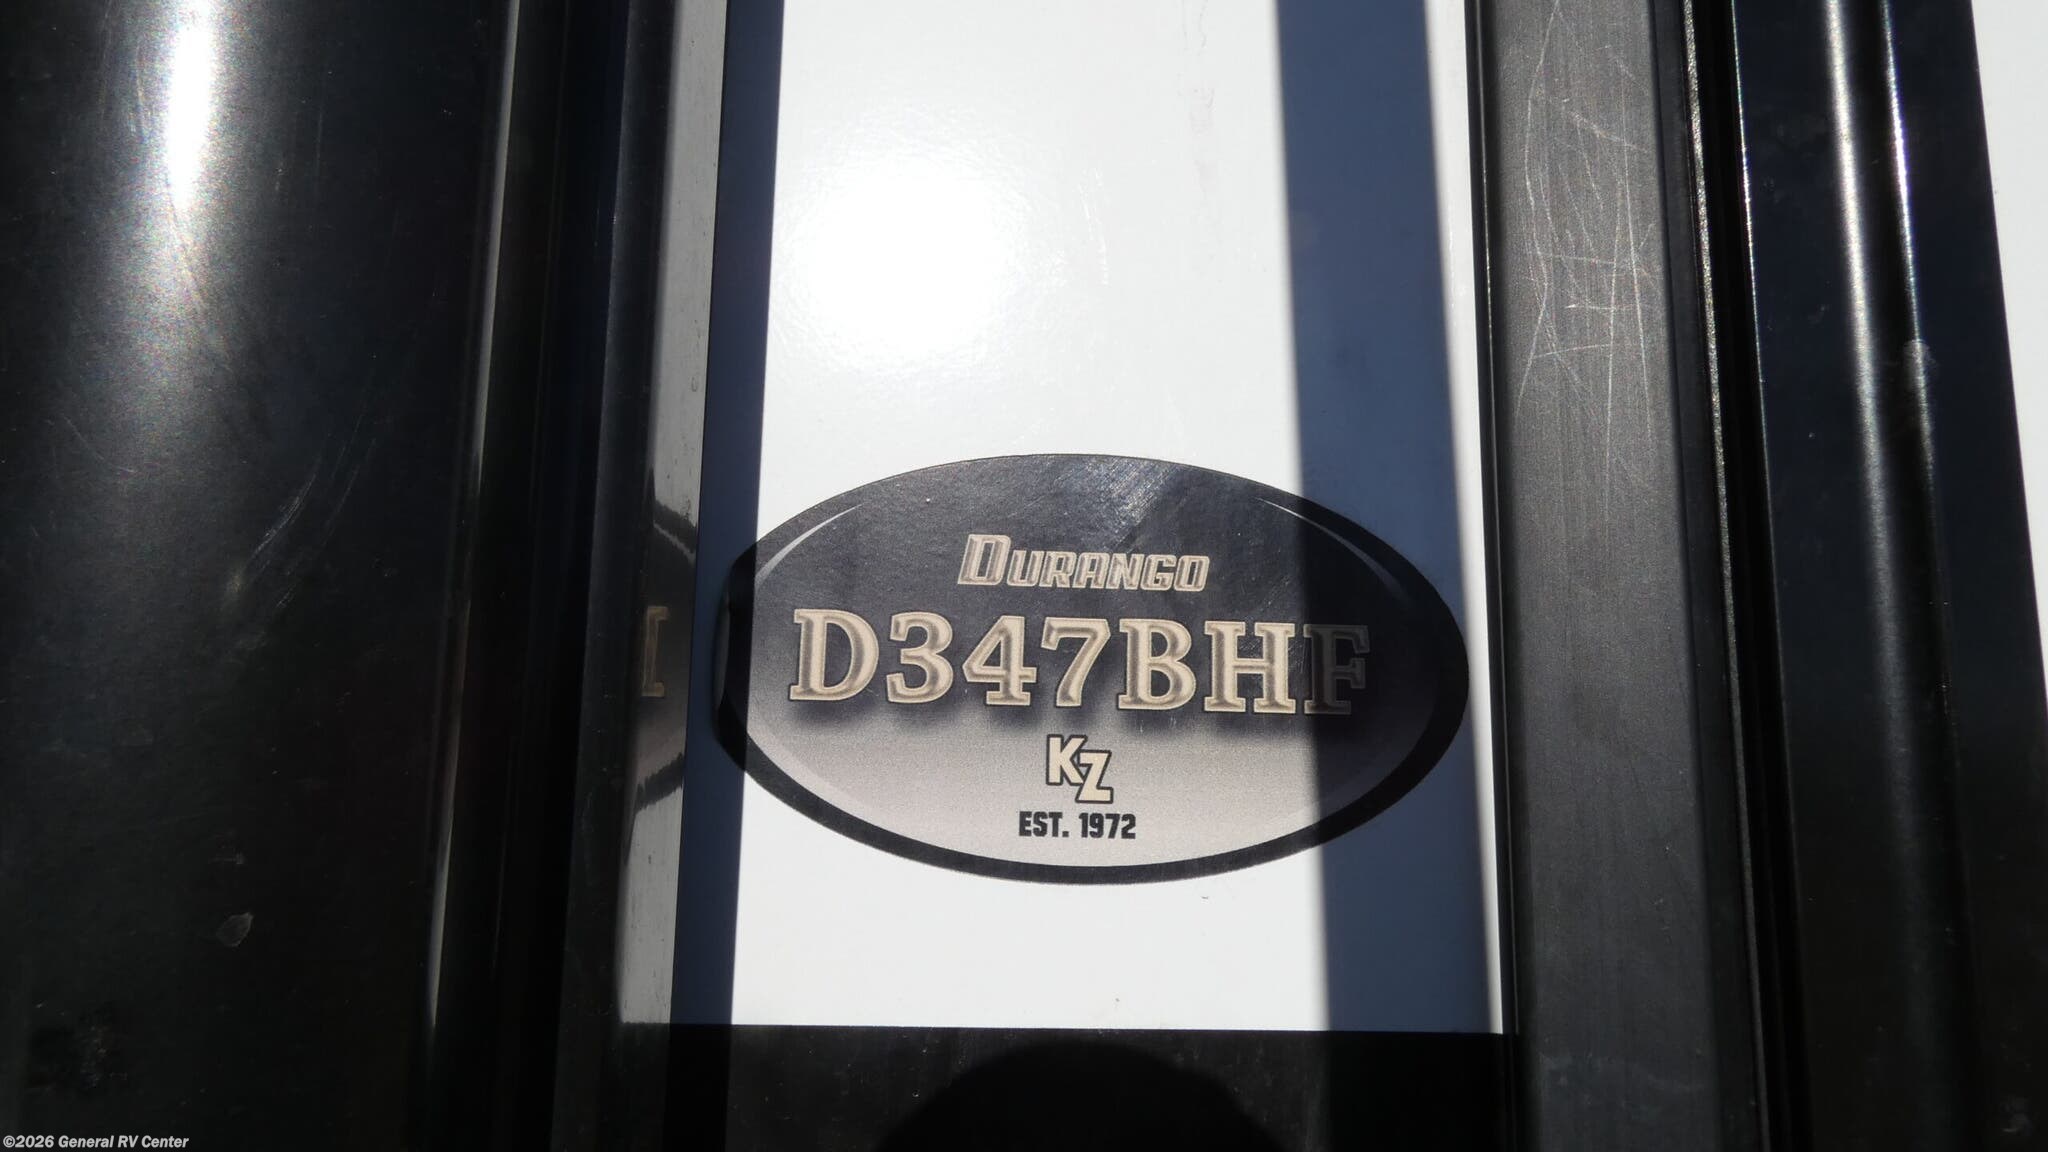 DURANGO
D347BHF
KZ
EST. 1972
©2026 General RV Center